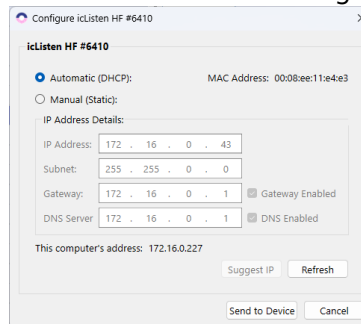 Configure icListen HF #6410
icListen HF #6410
Automatic (DHCP): MAC Address: 00:08:ee:11:e4:e3
Manual (Static):
IP Address Details:
IP Address: 172 . 16 . 0 . 43
Subnet: 255 . 255 . 0 . 0
Gateway: 172 . 16 . 0 . 1 Gateway Enabled
DNS Server 172 . 16 . 0 . 1 DNS Enabled
This computer's address: 172.16.0.227
Suggest IP Refresh
Send to Device Cancel